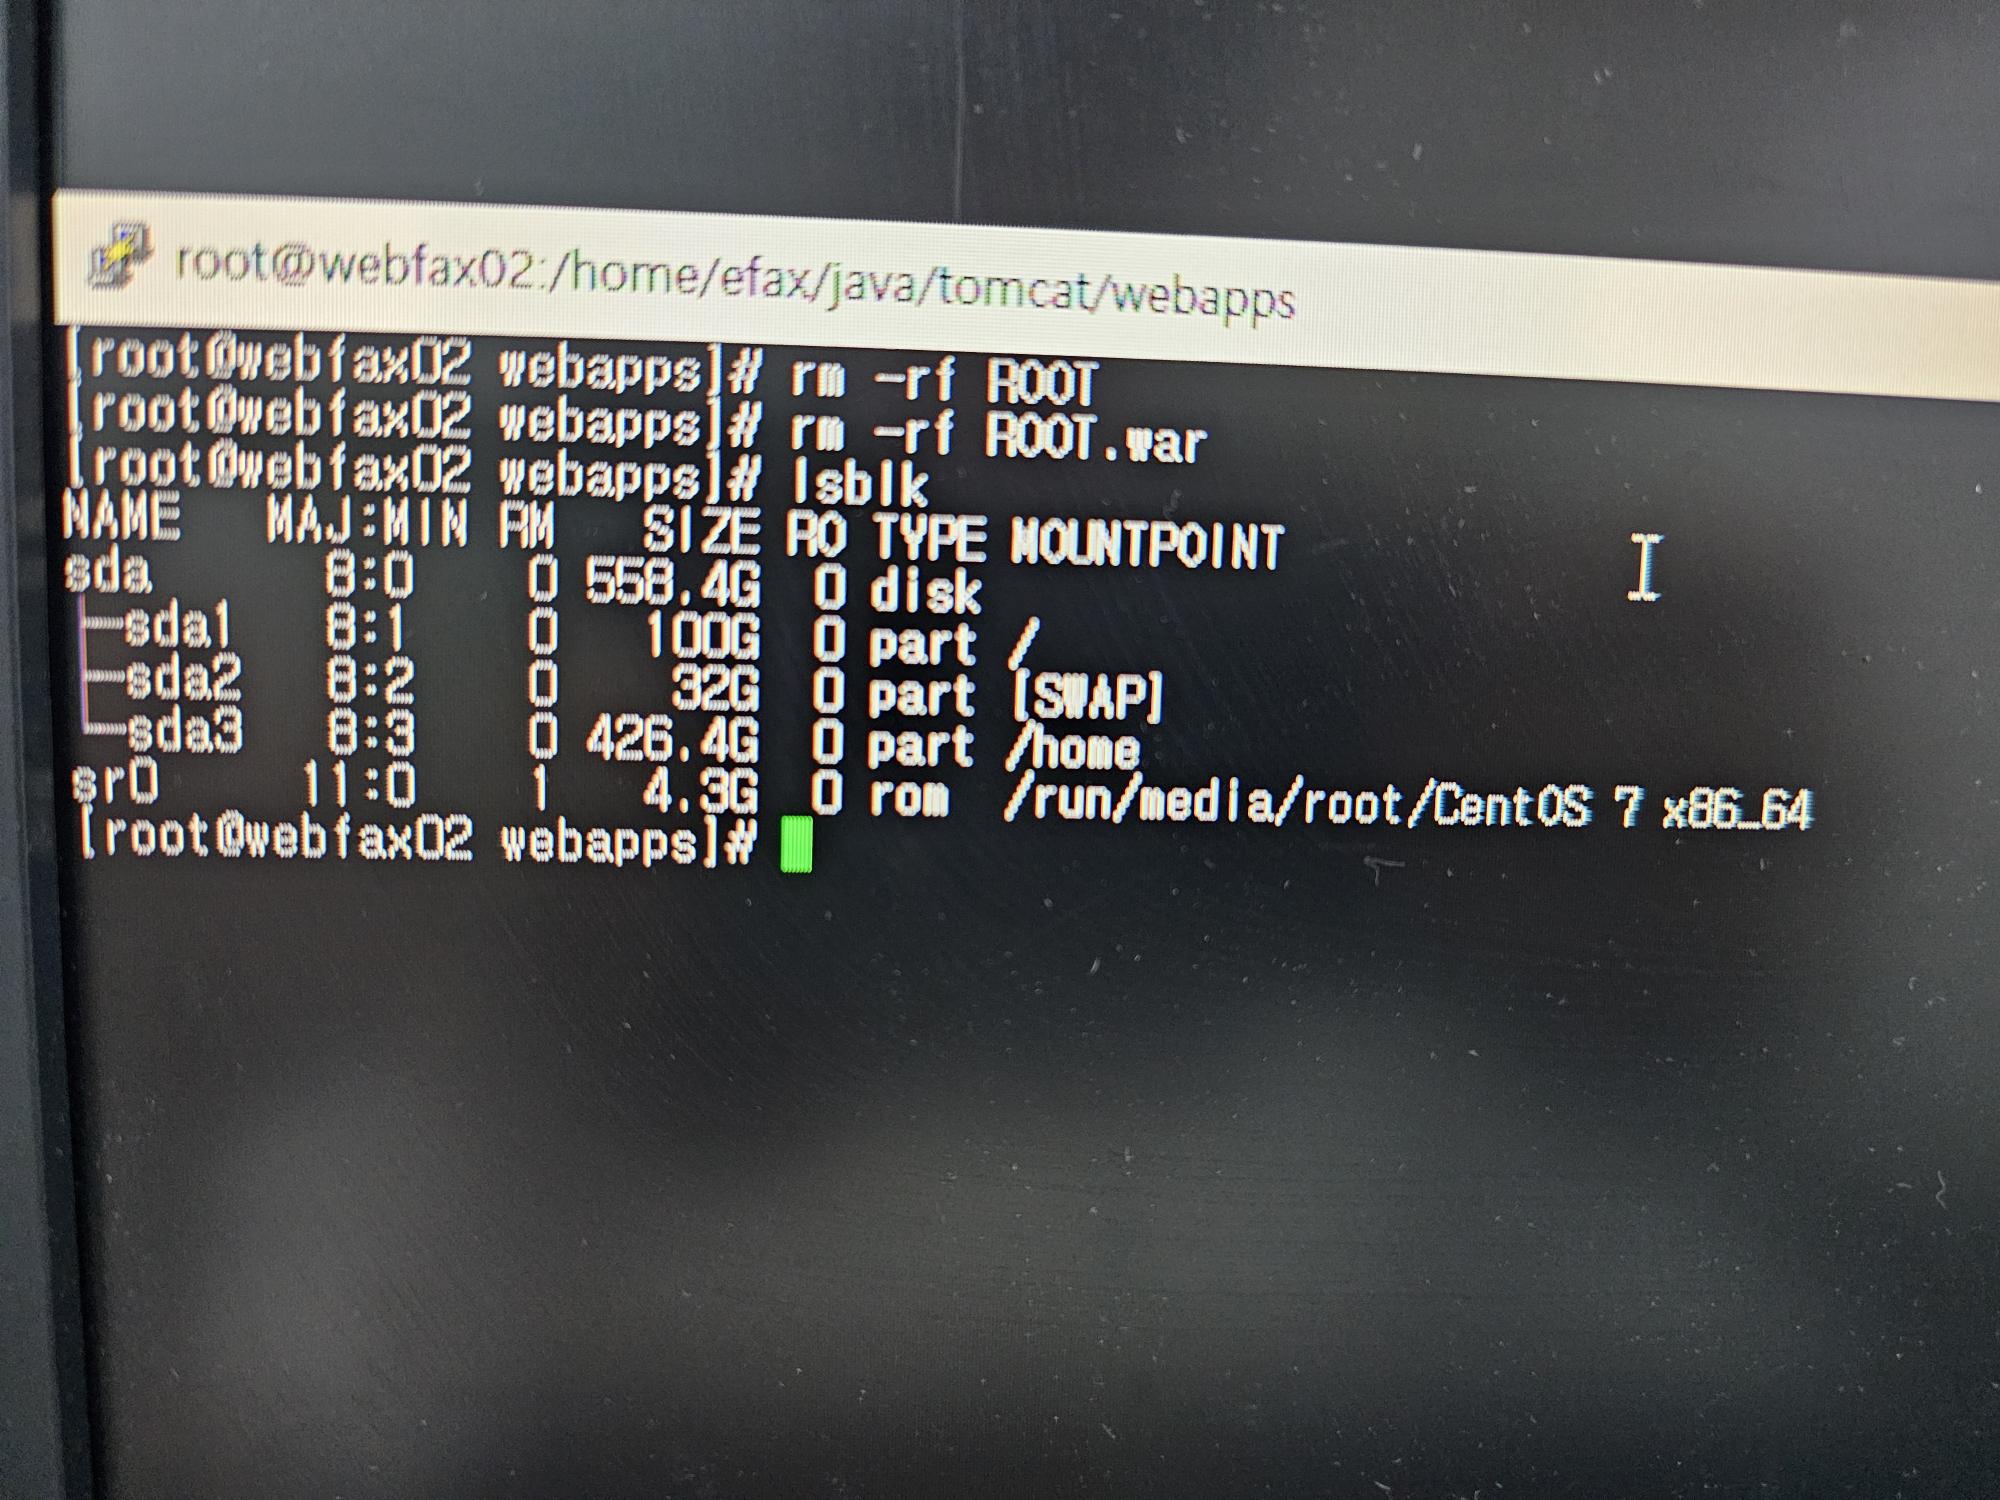 root@webfax02:/home/efax/java/tomcat/webapps
[root@webfax02 webapps]# rm -rf ROOT
[root@webfax02 webapps]# rm -rf ROOT.war
[root@webfax02 webapps]# lsblk
NAME   MAJ:MIN RM   SIZE RO TYPE MOUNTPOINT
sda      8:0    0 558.4G  0 disk
├─sda1   8:1    0   100G  0 part /
├─sda2   8:2    0    32G  0 part [SWAP]
└─sda3   8:3    0 426.4G  0 part /home
sr0     11:0    1   4.3G  0 rom  /run/media/root/CentOS 7 x86_64
[root@webfax02 webapps]#